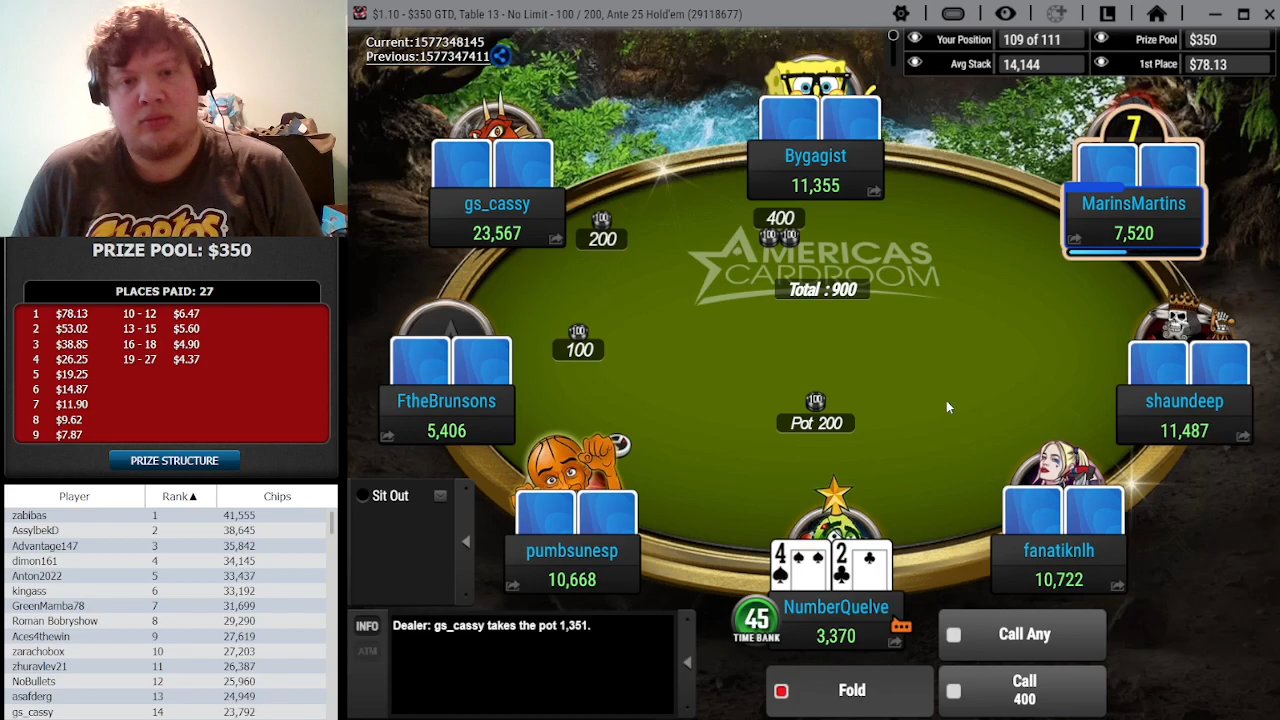 $1.10 - $350 GTD, Table 13 - No Limit - 100 / 200, Ante 25 Hold'em (29118677)
Current:1577348145
Previous:1577347411
Your Position 109 of 111 Prize Pool $350
Avg Stack 14,144 1st Place $78.13
7
Bygagist
11,355
gs_cassy
23,567
MarinsMartins
7,520
200
400
AMERICAS
CARDROOM
Total : 900
100
FtheBrunsons
5,406
shaundeep
11,487
Pot 200
pumbsunesp
10,668
4 2
fanatiknlh
10,722
45
TIME BANK
NumberQuelve
3,370
Sit Out
INFO
ATM
Dealer: gs_cassy takes the pot 1,351.
Call Any
Fold
Call
400
PRIZE POOL: $350
PLACES PAID: 27
1 $78.13 10 - 12 $6.47
2 $53.02 13 - 15 $5.60
3 $38.85 16 - 18 $4.90
4 $26.25 19 - 27 $4.37
5 $19.25
6 $14.87
7 $11.90
8 $9.62
9 $7.87
PRIZE STRUCTURE
Player Rank▲ Chips
zabibas 1 41,555
AssylbekD 2 38,645
Advantage147 3 35,842
dimon161 4 34,145
Anton2022 5 33,437
kingass 6 33,192
GreenMamba78 7 31,699
Roman Bobryshow 8 29,290
Aces4thewin 9 27,619
zarachobox 10 27,203
zhuravlev21 11 26,387
NoBullets 12 25,960
asafderg 13 24,949
gs_cassy 14 23,792